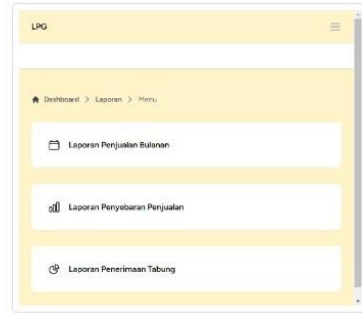 LPG
Dashboard > Laporan > Menu
Laporan Penjualan Bulanan
Laporan Penyebaran Penjualan
Laporan Penerimaan Tabung